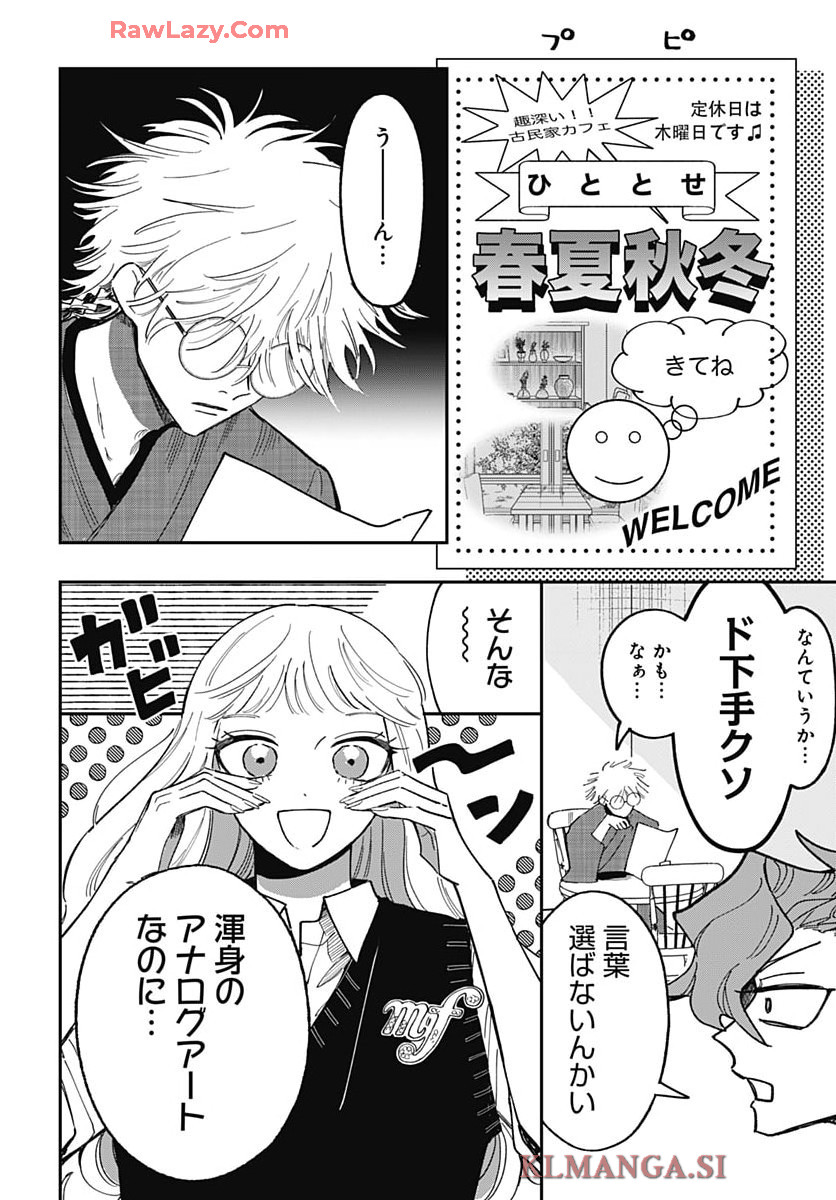 RawLazy.Com
プピ
定休日は
木曜日です♫
趣深い！！
古民家カフェ
ひととせ
春夏秋冬
きてね
WELCOME
うーん…
なんていうか…
ド下手クソ
かも…
なぁ…
言葉
選ばないんかい
そんな
〜〜
ガビーン
渾身の
アナログアート
なのに…
mgf
KLMANGA.SI